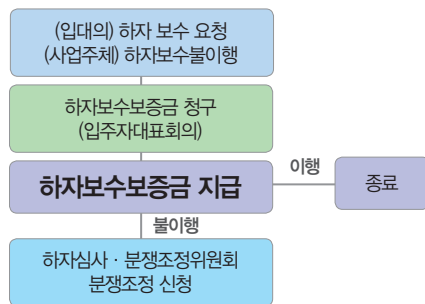 (입대의) 하자 보수 요청
(사업주체) 하자보수불이행
하자보수보증금 청구
(입주자대표회의)
하자보수보증금 지급
이행
종료
불이행
하자심사 · 분쟁조정위원회
분쟁조정 신청